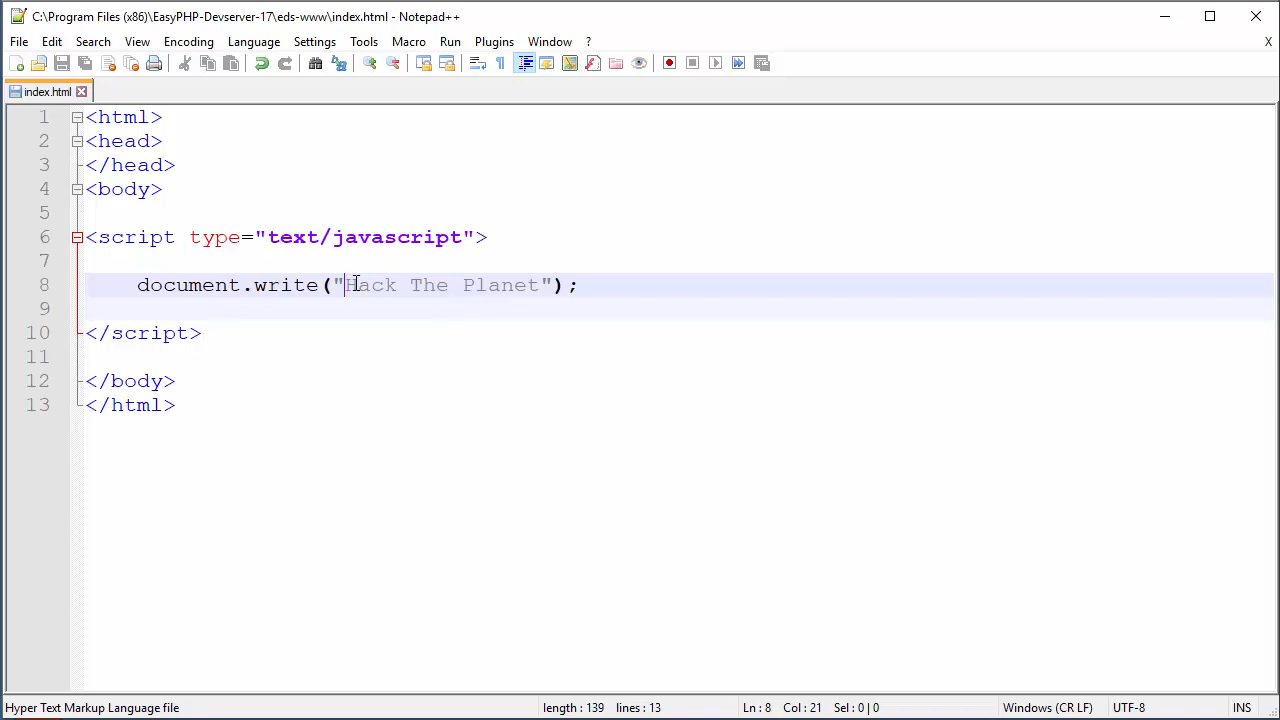 C:\Program Files (x86)\EasyPHP-Devserver-17\eds-www\index.html - Notepad++
File Edit Search View Encoding Language Settings Tools Macro Run Plugins Window ? X
index.html
1 <html>
2 <head>
3 </head>
4 <body>
5
6 <script type="text/javascript">
7
8 document.write("Hack The Planet");
9
10 </script>
11
12 </body>
13 </html>
Hyper Text Markup Language file length : 139 lines : 13 Ln : 8 Col : 21 Sel : 0 | 0 Windows (CR LF) UTF-8 INS